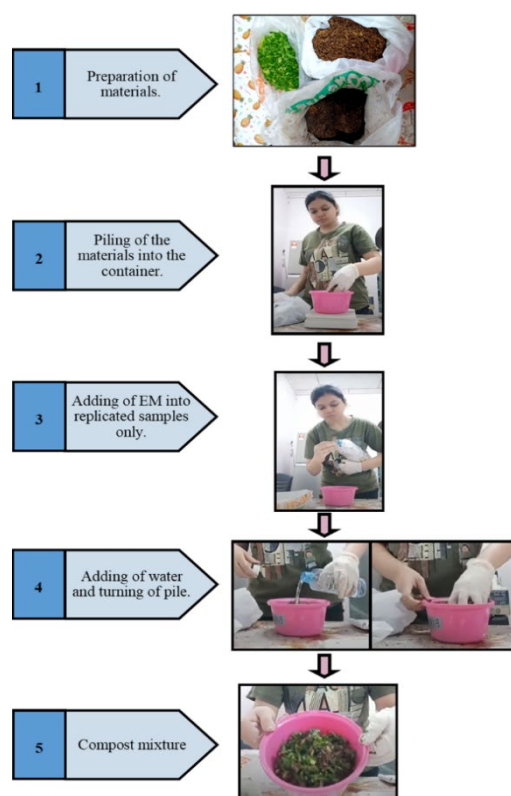 1
Preparation of
materials.
2
Piling of the
materials into the
container.
3
Adding of EM into
replicated samples
only.
4
Adding of water
and turning of pile.
5
Compost mixture